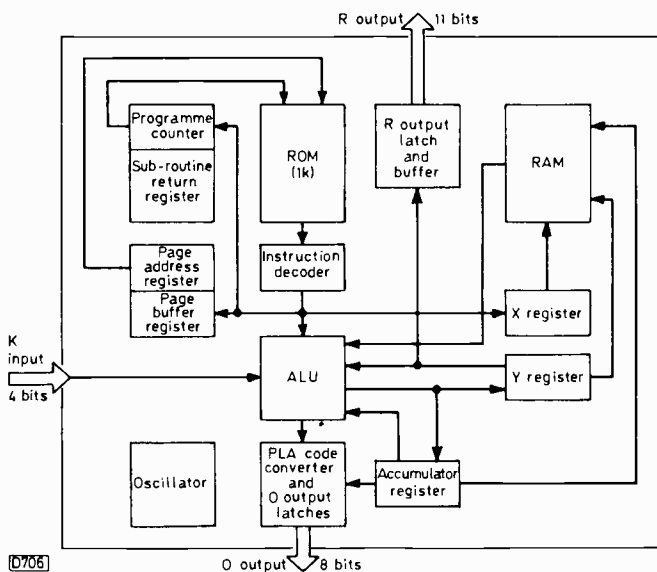 R output 11 bits
Programme
counter
Sub-routine
return
register
ROM
(1k)
R output
latch
and
buffer
RAM
Page
address
register
Page
buffer
register
Instruction
decoder
X register
K
input
4 bits
ALU
Y register
Oscillator
PLA code
converter
and
O output
latches
Accumulator
register
D706
O output 8 bits